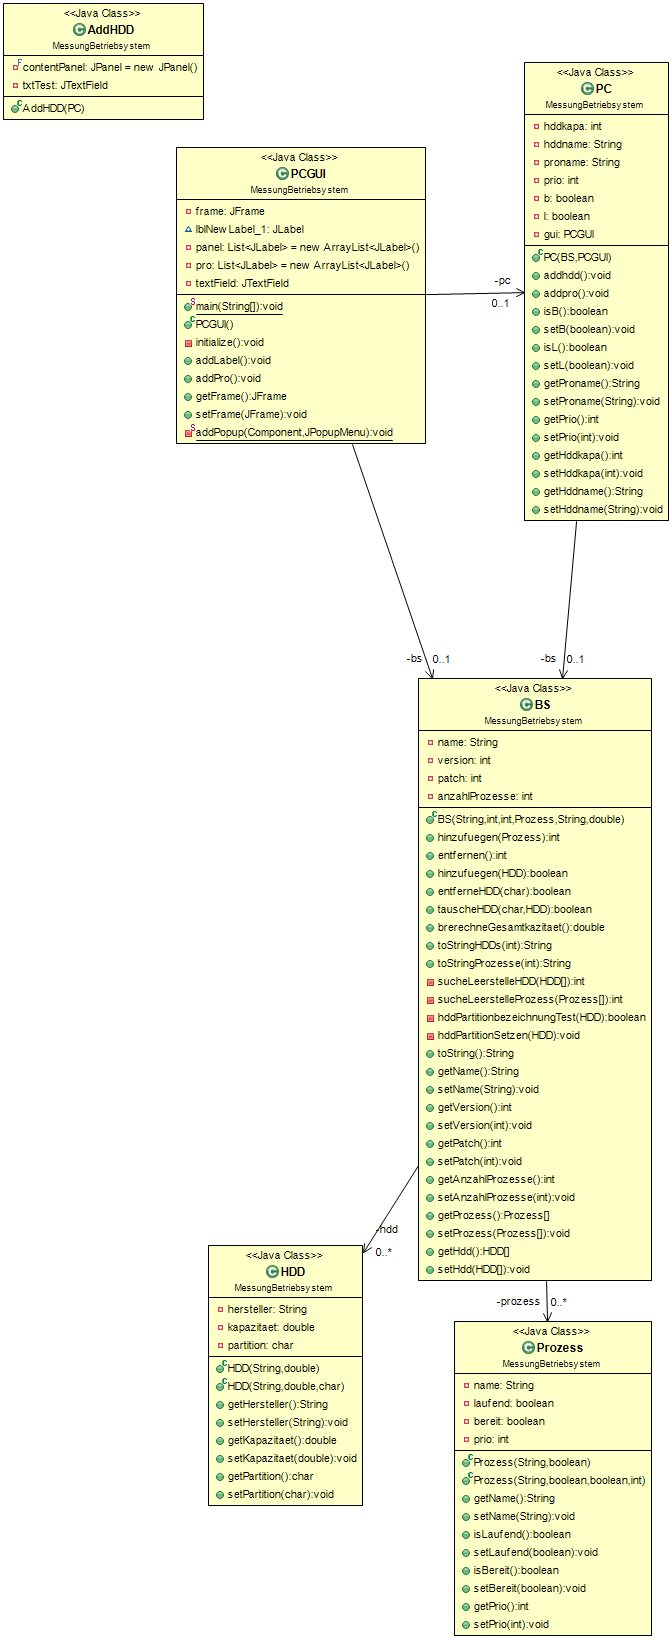 <<Java Class>>
AddHDD
MessungBetriebsystem
contentPanel: JPanel = new JPanel()
txtTest: JTextField
AddHDD(PC)
<<Java Class>>
PC
MessungBetriebsystem
hddkapa: int
hddname: String
proname: String
prio: int
b: boolean
l: boolean
gui: PCGUI
PC(BS,PCGUI)
addhdd():void
addpro():void
isB():boolean
setB(boolean):void
isL():boolean
setL(boolean):void
getProname():String
setProname(String):void
getPrio():int
setPrio(int):void
getHddkapa():int
setHddkapa(int):void
getHddname():String
setHddname(String):void
<<Java Class>>
PCGUI
MessungBetriebsystem
frame: JFrame
lblNewLabel_1: JLabel
panel: List<JLabel> = new ArrayList<JLabel>()
pro: List<JLabel> = new ArrayList<JLabel>()
textField: JTextField
main(String[]):void
PCGUI()
initialize():void
addLabel():void
addPro():void
getFrame():JFrame
setFrame(JFrame):void
addPopup(Component,JPopupMenu):void
-pc
0..1
-bs 0..1
-bs 0..1
<<Java Class>>
BS
MessungBetriebsystem
name: String
version: int
patch: int
anzahlProzesse: int
BS(String,int,int,Prozess,String,double)
hinzufuegen(Prozess):int
entfernen():int
hinzufuegen(HDD):boolean
entferneHDD(char):boolean
tauscheHDD(char,HDD):boolean
brerechneGesamtkazitaet():double
toStringHDDs(int):String
toStringProzesse(int):String
sucheLeerstelleHDD(HDD[]):int
sucheLeerstelleProzess(Prozess[]):int
hddPartitionbezeichnungTest(HDD):boolean
hddPartitionSetzen(HDD):void
toString():String
getName():String
setName(String):void
getVersion():int
setVersion(int):void
getPatch():int
setPatch(int):void
getAnzahlProzesse():int
setAnzahlProzesse(int):void
getProzess():Prozess[]
setProzess(Prozess[]):void
getHdd():HDD[]
setHdd(HDD[]):void
-hdd
0..*
<<Java Class>>
HDD
MessungBetriebsystem
hersteller: String
kapazitaet: double
partition: char
HDD(String,double)
HDD(String,double,char)
getHersteller():String
setHersteller(String):void
getKapazitaet():double
setKapazitaet(double):void
getPartition():char
setPartition(char):void
-prozess 0..*
<<Java Class>>
Prozess
MessungBetriebsystem
name: String
laufend: boolean
bereit: boolean
prio: int
Prozess(String,boolean)
Prozess(String,boolean,boolean,int)
getName():String
setName(String):void
isLaufend():boolean
setLaufend(boolean):void
isBereit():boolean
setBereit(boolean):void
getPrio():int
setPrio(int):void